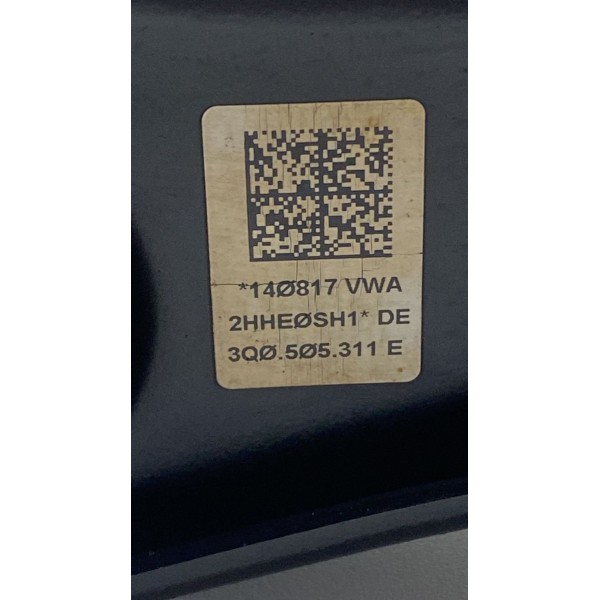 *14Ø817 VWA
2HHEØSH1* DE
3QØ.5Ø5.311 E